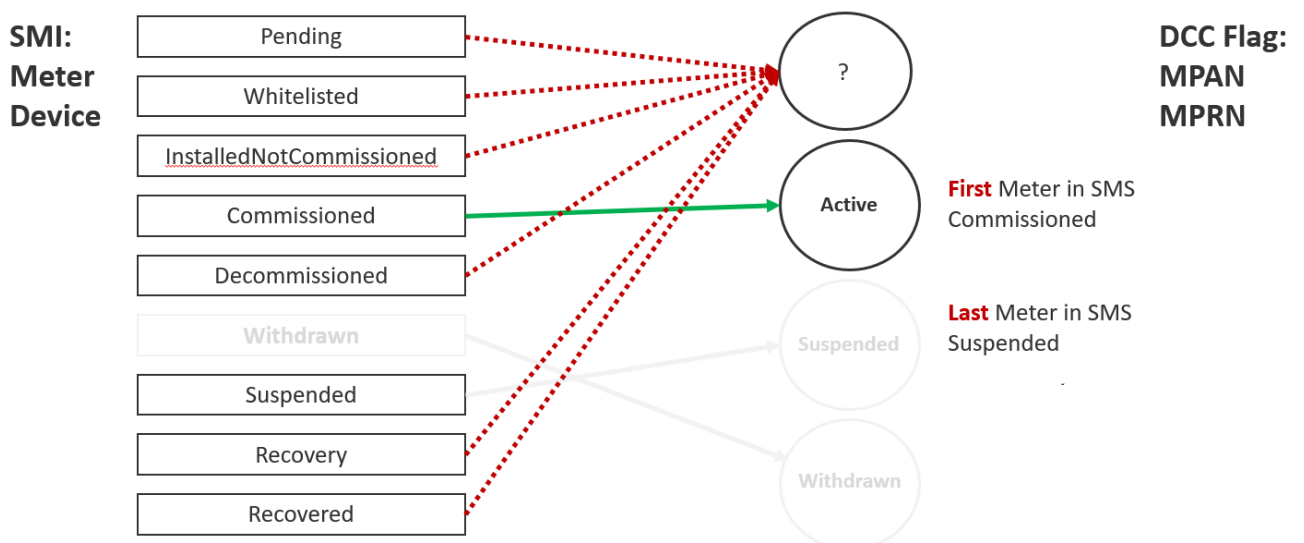 SMI:
Meter
Device
Pending
Whitelisted
InstalledNotCommissioned
Commissioned
Decommissioned
Withdrawn
Suspended
Recovery
Recovered
?
Active
Suspended
Withdrawn
First Meter in SMS
Commissioned
Last Meter in SMS
Suspended
DCC Flag:
MPAN
MPRN